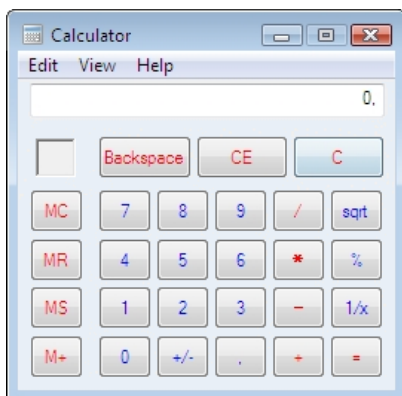 Calculator
Edit View Help
0,
Backspace CE C
MC 7 8 9 / sqrt
MR 4 5 6 * %
MS 1 2 3 - 1/x
M+ 0 +/- , + =